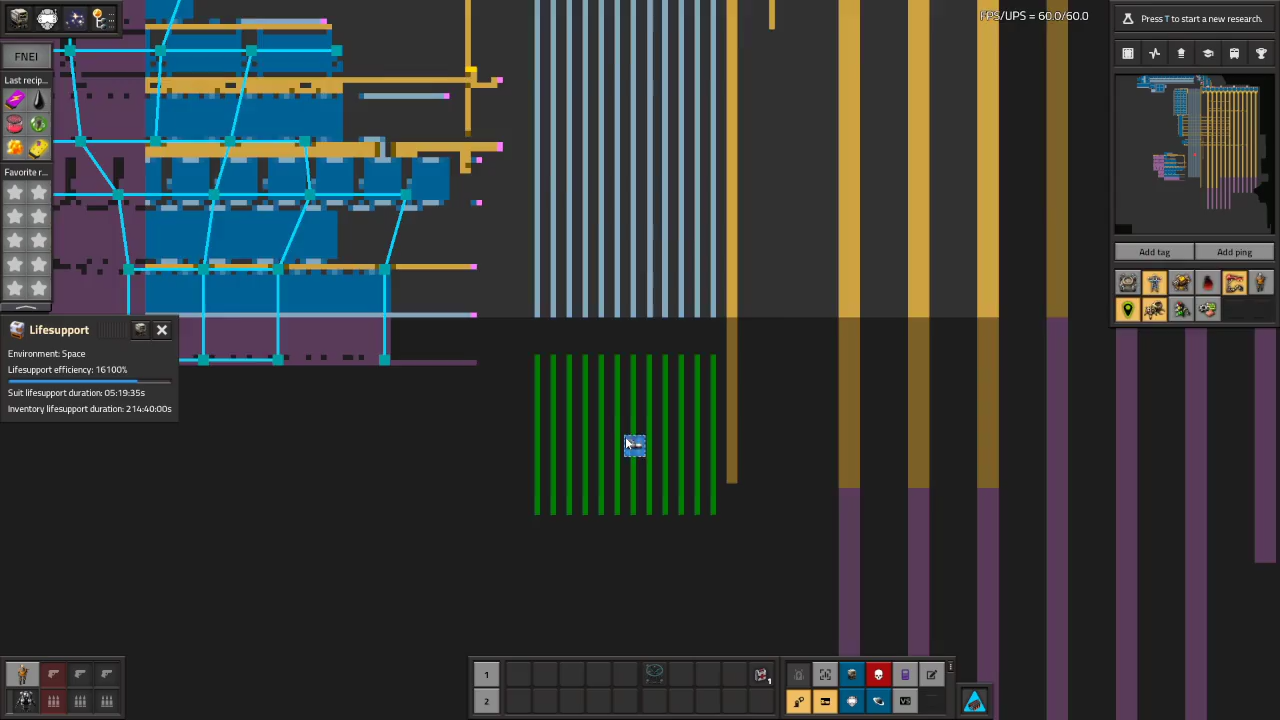 FPS/UPS = 60.0/60.0
Press T to start a new research.
FNEI
Last recip...
Favorite r...
Add tag
Add ping
Lifesupport
Environment: Space
Lifesupport efficiency: 16100%
Suit lifesupport duration: 05:19:35s
Inventory lifesupport duration: 214:40:00s
1
1
2
VS